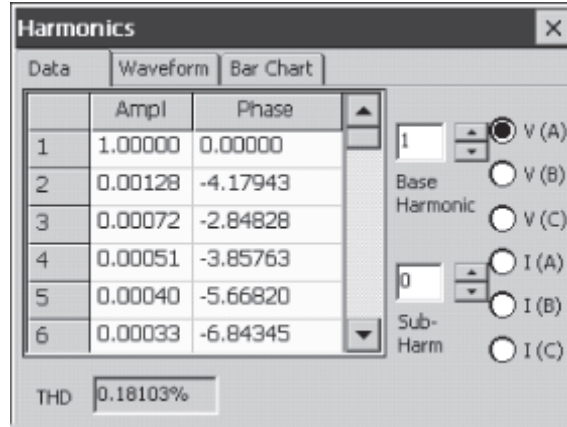 Harmonics
Data Waveform Bar Chart
Ampl Phase
1 1.00000 0.00000
2 0.00128 -4.17943
3 0.00072 -2.84828
4 0.00051 -3.85763
5 0.00040 -5.66820
6 0.00033 -6.84345
THD 0.18103%
1
Base
Harmonic
0
Sub-
Harm
V (A)
V (B)
V (C)
I (A)
I (B)
I (C)